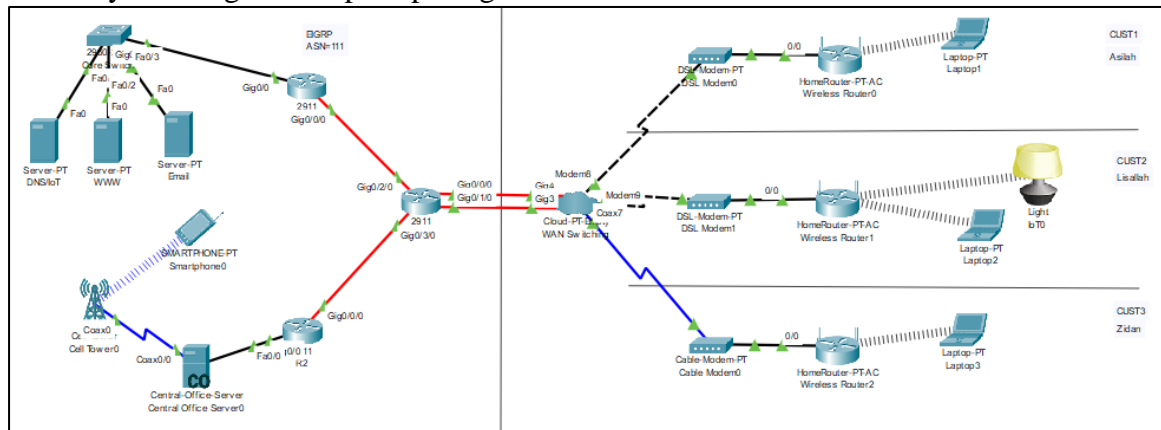 EIGRP
ASN=111
Fa0/3
Fa0/2
Fa0
Fa0
Fa0
Gig0/0
2911
Gig0/0/0
Server-PT
DNS/IoT
Server-PT
WWW
Server-PT
Email
SMARTPHONE-PT
Smartphone0
Coax0
Cell Tower0
Coax0/0
Central-Office-Server
Central Office Server0
Fa0/0
R2
Gig0/0/0
Gig0/2/0
2911
Gig0/3/0
Gig0/0/0
Gig0/1/0
Gig4
Gig3
Modem8
Modem9
Coax7
WAN Switching
DSL-Modem-PT
DSL Modem0
0/0
HomeRouter-PT-AC
Wireless Router0
Laptop-PT
Laptop1
CUST1
Asilah
DSL-Modem-PT
DSL Modem1
0/0
HomeRouter-PT-AC
Wireless Router1
Light
IoT0
Laptop-PT
Laptop2
CUST2
Lisallah
Cable-Modem-PT
Cable Modem0
0/0
HomeRouter-PT-AC
Wireless Router2
Laptop-PT
Laptop3
CUST3
Zidan